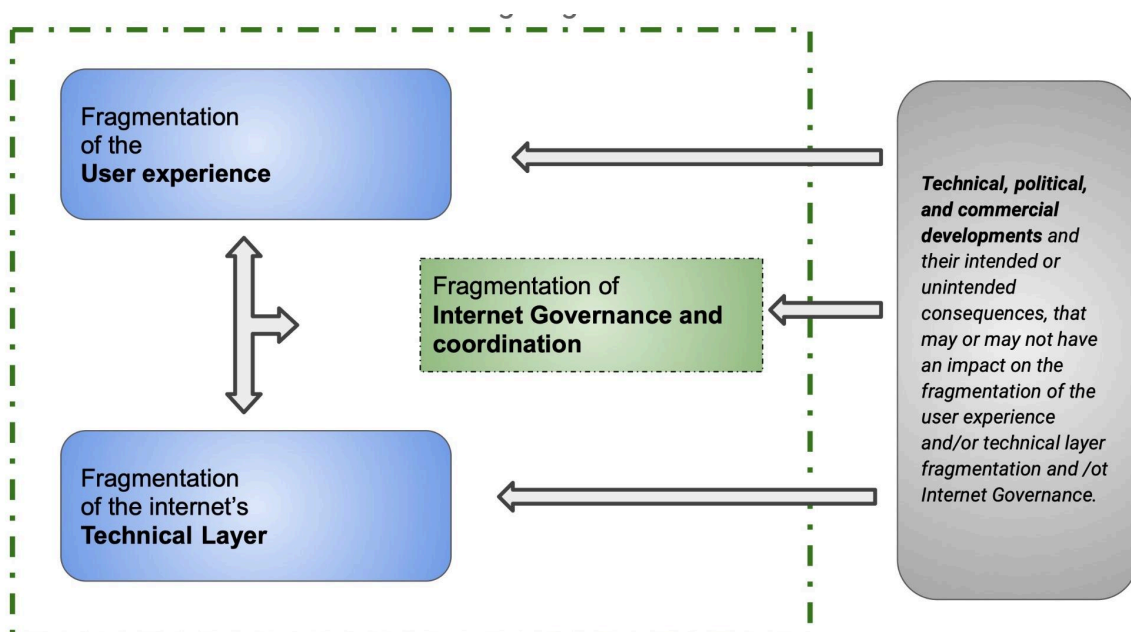 Fragmentation
of the
User experience
Fragmentation of
Internet Governance and
coordination
Fragmentation
of the internet's
Technical Layer
Technical, political,
and commercial
developments and
their intended or
unintended
consequences, that
may or may not have
an impact on the
fragmentation of the
user experience
and/or technical layer
fragmentation and /ot
Internet Governance.